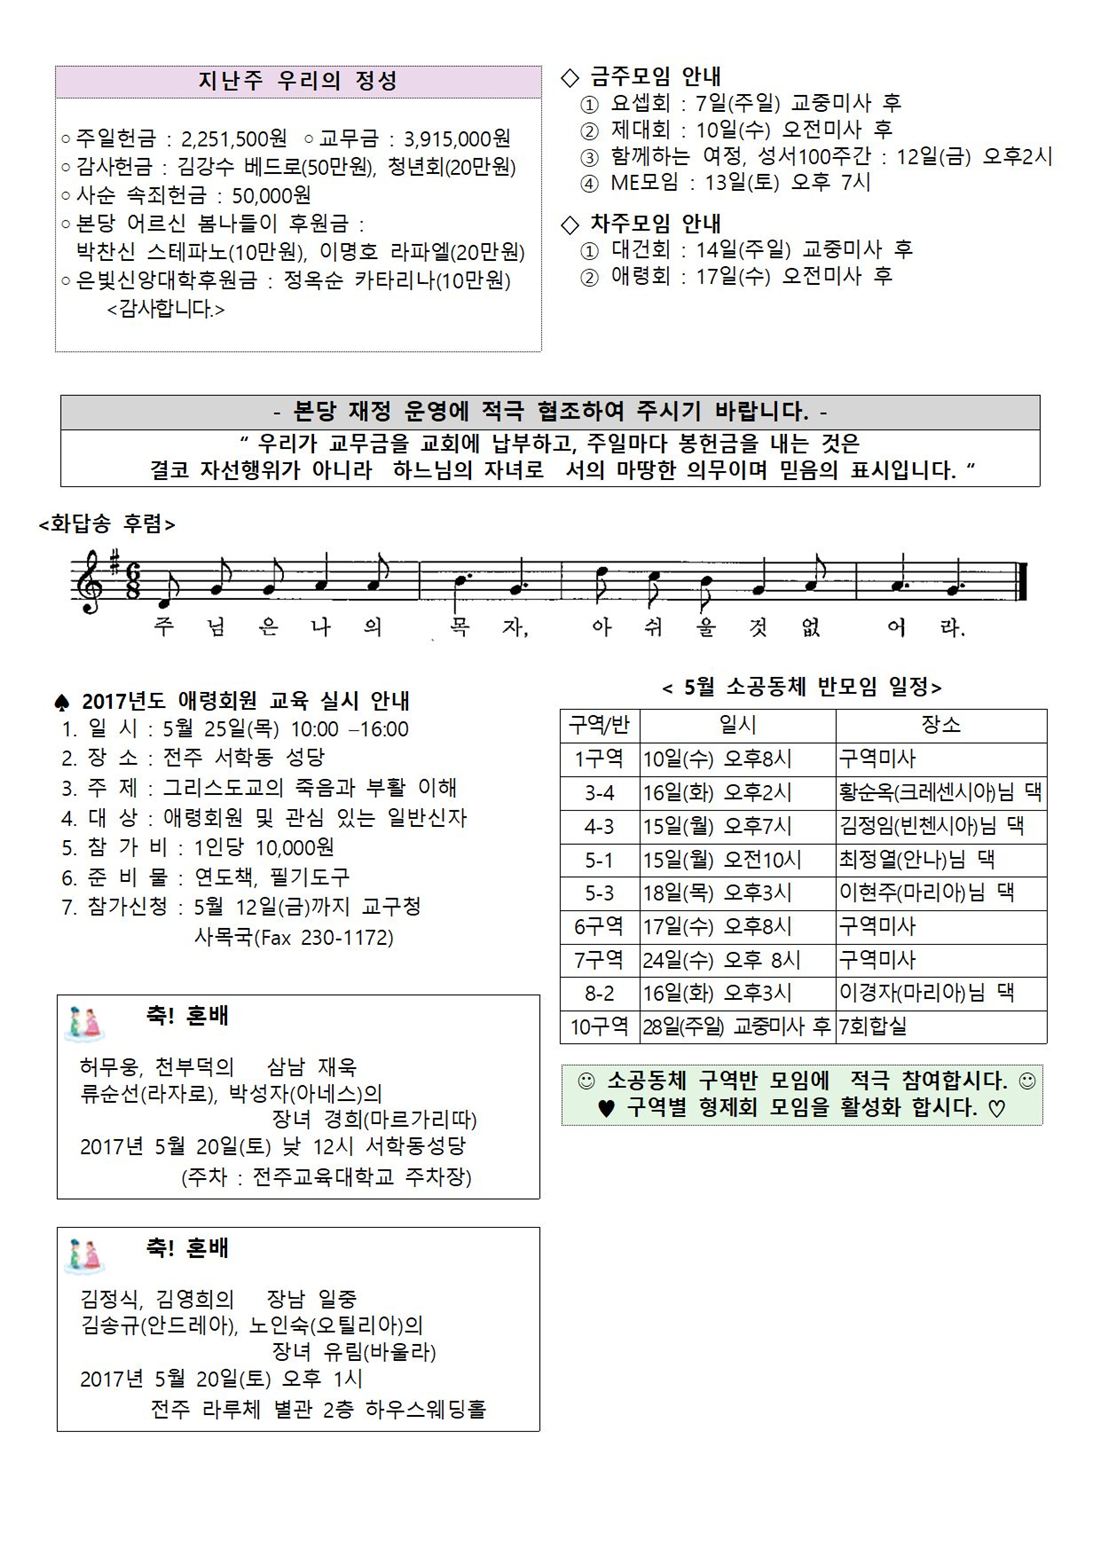 지난주 우리의 정성
○ 주일헌금 : 2,251,500원 ○ 교무금 : 3,915,000원
○ 감사헌금 : 김강수 베드로(50만원), 청년회(20만원)
○ 사순 속죄헌금 : 50,000원
○ 본당 어르신 봄나들이 후원금 :
박찬신 스테파노(10만원), 이명호 라파엘(20만원)
○ 은빛신앙대학후원금 : 정옥순 카타리나(10만원)
<감사합니다.>
◇ 금주모임 안내
① 요셉회 : 7일(주일) 교중미사 후
② 제대회 : 10일(수) 오전미사 후
③ 함께하는 여정, 성서100주간 : 12일(금) 오후2시
④ ME모임 : 13일(토) 오후 7시
◇ 차주모임 안내
① 대건회 : 14일(주일) 교중미사 후
② 애령회 : 17일(수) 오전미사 후
- 본당 재정 운영에 적극 협조하여 주시기 바랍니다. -
“ 우리가 교무금을 교회에 납부하고, 주일마다 봉헌금을 내는 것은
결코 자선행위가 아니라 하느님의 자녀로 서의 마땅한 의무이며 믿음의 표시입니다. “
<화답송 후렴>
6
8
주 님 은 나 의 목 자, 아 쉬 울 것 없 어 라.
♠ 2017년도 애령회원 교육 실시 안내
1. 일 시 : 5월 25일(목) 10:00 –16:00
2. 장 소 : 전주 서학동 성당
3. 주 제 : 그리스도교의 죽음과 부활 이해
4. 대 상 : 애령회원 및 관심 있는 일반신자
5. 참 가 비 : 1인당 10,000원
6. 준 비 물 : 연도책, 필기도구
7. 참가신청 : 5월 12일(금)까지 교구청
사목국(Fax 230-1172)
축! 혼배
허무웅, 천부덕의 삼남 재욱
류순선(라자로), 박성자(아네스)의
장녀 경희(마르가리따)
2017년 5월 20일(토) 낮 12시 서학동성당
(주차 : 전주교육대학교 주차장)
축! 혼배
김정식, 김영희의 장남 일중
김송규(안드레아), 노인숙(오틸리아)의
장녀 유림(바울라)
2017년 5월 20일(토) 오후 1시
전주 라루체 별관 2층 하우스웨딩홀
< 5월 소공동체 반모임 일정>
구역/반 일시 장소
1구역 10일(수) 오후8시 구역미사
3-4 16일(화) 오후2시 황순옥(크레센시아)님 댁
4-3 15일(월) 오후7시 김정임(빈첸시아)님 댁
5-1 15일(월) 오전10시 최정열(안나)님 댁
5-3 18일(목) 오후3시 이현주(마리아)님 댁
6구역 17일(수) 오후8시 구역미사
7구역 24일(수) 오후 8시 구역미사
8-2 16일(화) 오후3시 이경자(마리아)님 댁
10구역 28일(주일) 교중미사 후 7회합실
☺ 소공동체 구역반 모임에 적극 참여합시다. ☺
♥ 구역별 형제회 모임을 활성화 합시다. ♡